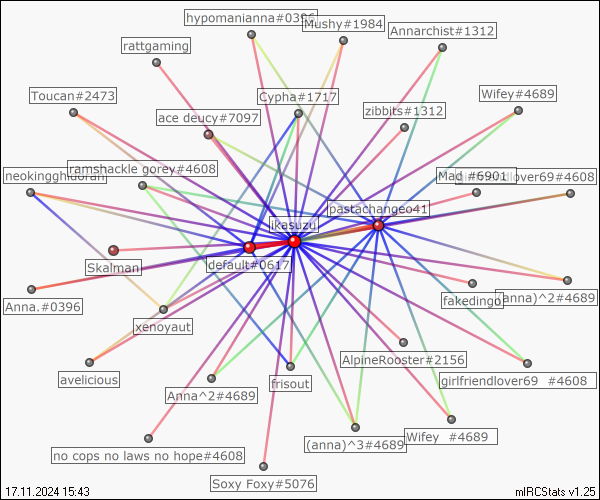 hypomanianna#0396
Mushy#1984
Annarchist#1312
rattgaming
Toucan#2473
Cypha#1717
Wifey#4689
ace deucy#7097
zibbits#1312
neokingghidorah
ramshackle gorey#4608
#6901
girlfriendlover69#4608
pastachangeo41
ikasuzu
Skalman
default#0617
Anna.#0396
fakedingo
(anna)^2#4689
xenoyaut
AlpineRooster#2156
avelicious
Anna^2#4689
frisout
girlfriendlover69 #4608
no cops no laws no hope#4608
(anna)^3#4689
Wifey #4689
Soxy Foxy#5076
17.11.2024 15:43
mIRCStats v1.25